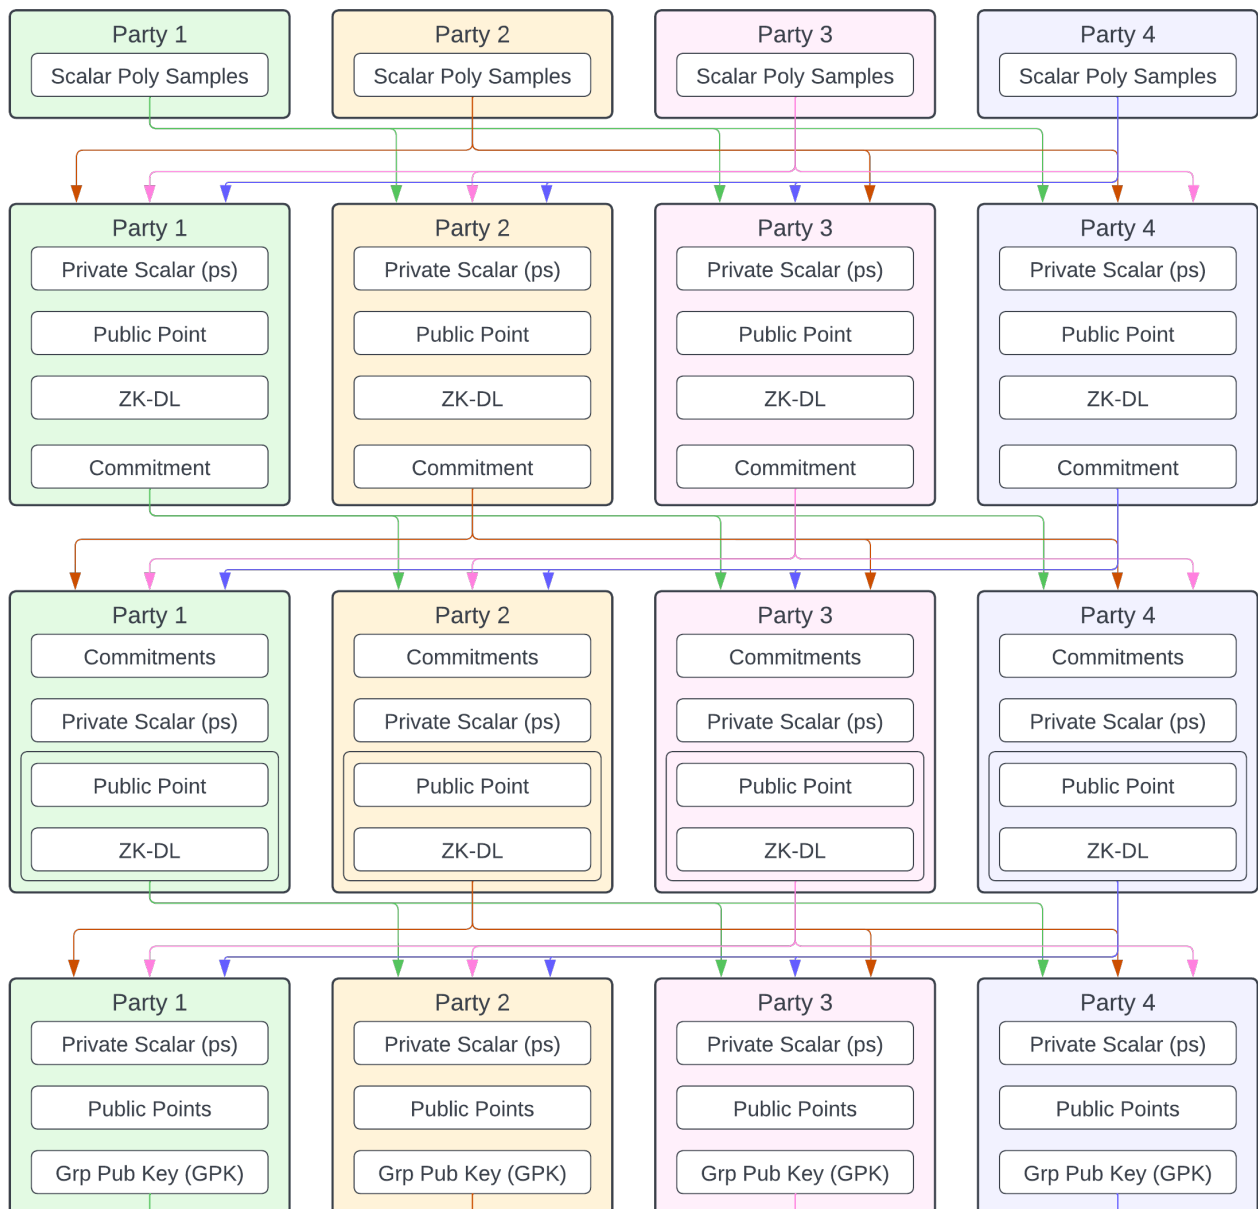 Party 1
Party 2
Party 3
Party 4
Scalar Poly Samples
Scalar Poly Samples
Scalar Poly Samples
Scalar Poly Samples
Party 1
Party 2
Party 3
Party 4
Private Scalar (ps)
Private Scalar (ps)
Private Scalar (ps)
Private Scalar (ps)
Public Point
Public Point
Public Point
Public Point
ZK-DL
ZK-DL
ZK-DL
ZK-DL
Commitment
Commitment
Commitment
Commitment
Party 1
Party 2
Party 3
Party 4
Commitments
Commitments
Commitments
Commitments
Private Scalar (ps)
Private Scalar (ps)
Private Scalar (ps)
Private Scalar (ps)
Public Point
Public Point
Public Point
Public Point
ZK-DL
ZK-DL
ZK-DL
ZK-DL
Party 1
Party 2
Party 3
Party 4
Private Scalar (ps)
Private Scalar (ps)
Private Scalar (ps)
Private Scalar (ps)
Public Points
Public Points
Public Points
Public Points
Grp Pub Key (GPK)
Grp Pub Key (GPK)
Grp Pub Key (GPK)
Grp Pub Key (GPK)